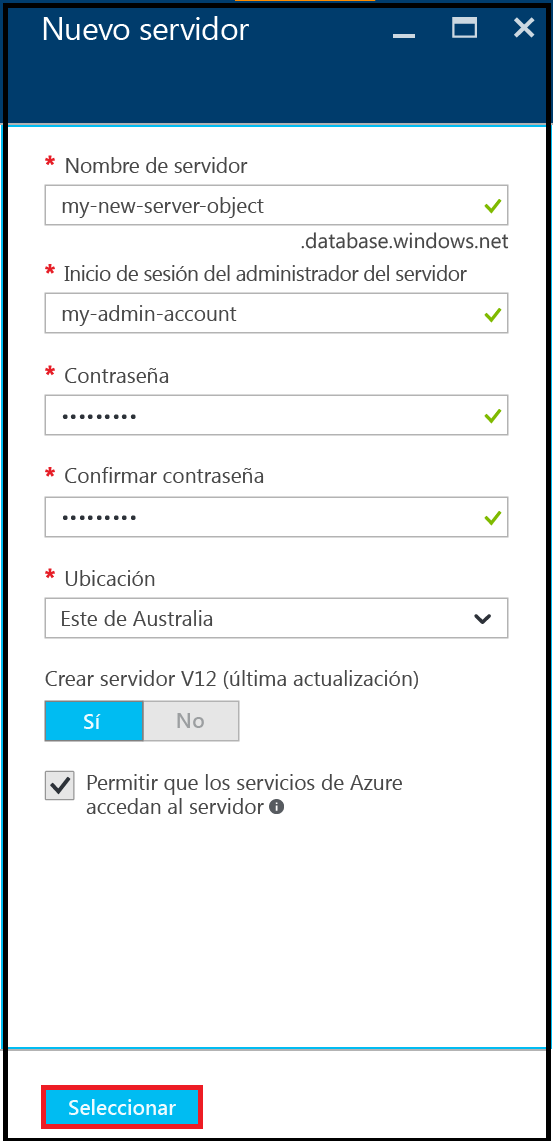 Nuevo servidor
* Nombre de servidor
my-new-server-object
.database.windows.net
* Inicio de sesión del administrador del servidor
my-admin-account
* Contraseña
•••••••••
* Confirmar contraseña
•••••••••
* Ubicación
Este de Australia
Crear servidor V12 (última actualización)
Sí No
Permitir que los servicios de Azure
accedan al servidor
Seleccionar